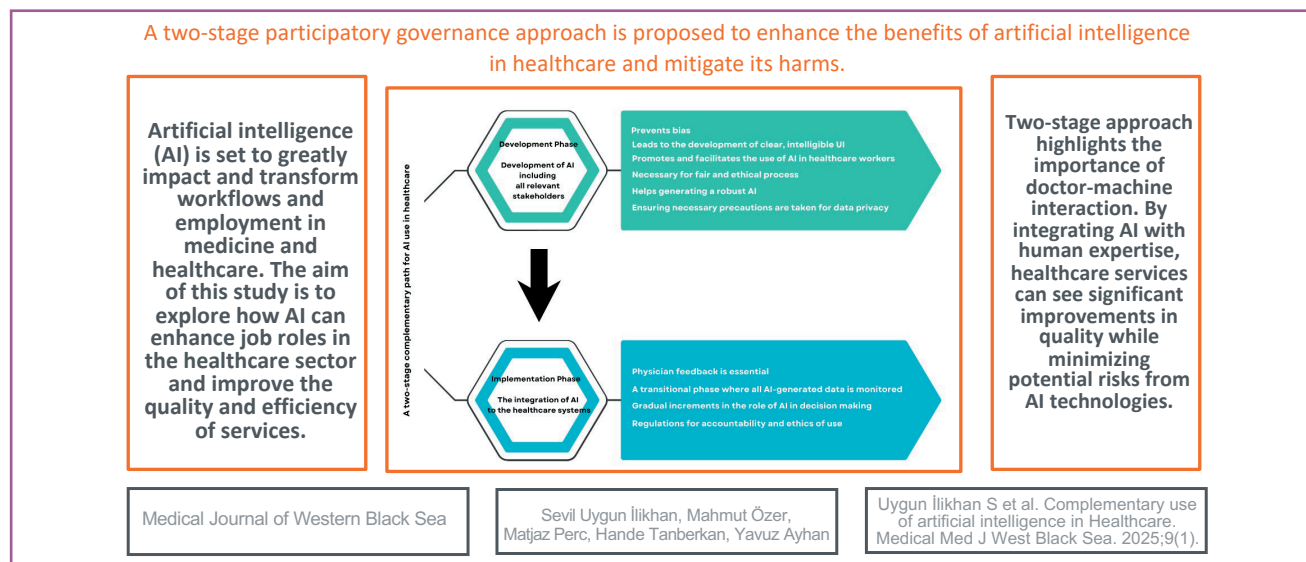 A two-stage participatory governance approach is proposed to enhance the benefits of artificial intelligence
in healthcare and mitigate its harms.
Artificial intelligence
(AI) is set to greatly
impact and transform
workflows and
employment in
medicine and
healthcare. The aim
of this study is to
explore how AI can
enhance job roles in
the healthcare sector
and improve the
quality and efficiency
of services.
A two-stage complementary path for AI use in healthcare
Development Phase
Development of AI
including
all relevant
stakeholders
Prevents bias
Leads to the development of clear, intelligible UI
Promotes and facilitates the use of AI in healthcare workers
Necessary for fair and ethical process
Helps generating a robust AI
Ensuring necessary precautions are taken for data privacy
Implementation Phase
The integration of AI
to the healthcare systems
Physician feedback is essential
A transitional phase where all AI-generated data is monitored
Gradual increments in the role of AI in decision making
Regulations for accountability and ethics of use
Two-stage approach
highlights the
importance of
doctor-machine
interaction. By
integrating AI with
human expertise,
healthcare services
can see significant
improvements in
quality while
minimizing
potential risks from
AI technologies.
Medical Journal of Western Black Sea
Sevil Uygun İlikhan, Mahmut Özer,
Matjaz Perc, Hande Tanberkan, Yavuz Ayhan
Uygun İlikhan S et al. Complementary use
of artificial intelligence in Healthcare.
Medical Med J West Black Sea. 2025;9(1).